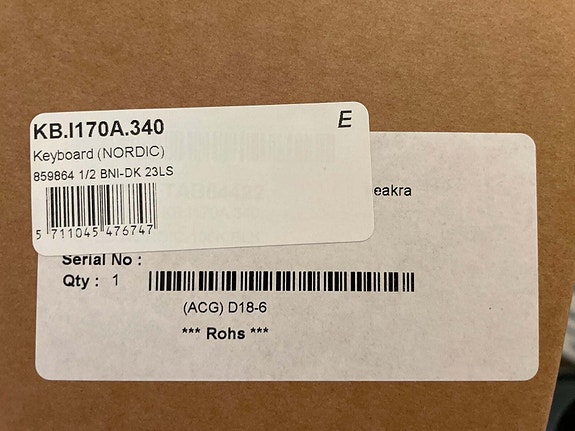 KB.I170A.340
E
Keyboard (NORDIC)
859864 1/2 BNI-DK 23LS
5 711045 476747
eakra
Serial No :
Qty : 1
(ACG) D18-6
*** Rohs ***